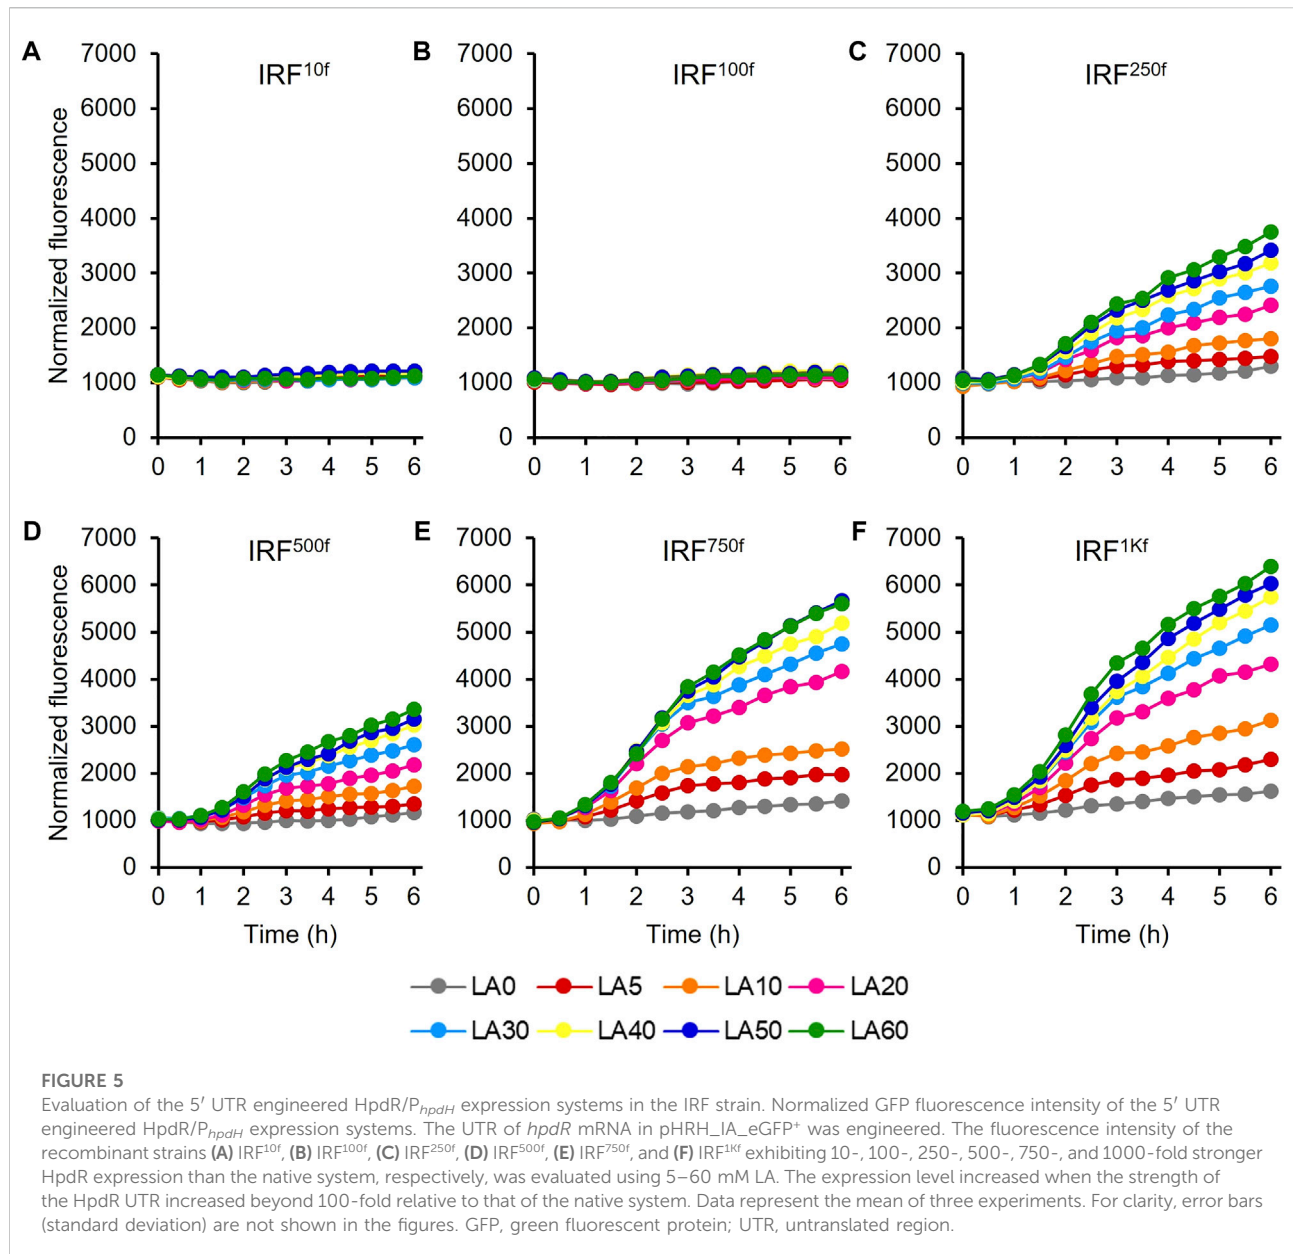 A
B
C
IRF10f
IRF100f
IRF250f
Normalized fluorescence
7000
6000
5000
4000
3000
2000
1000
0
0 1 2 3 4 5 6
7000
6000
5000
4000
3000
2000
1000
0
0 1 2 3 4 5 6
7000
6000
5000
4000
3000
2000
1000
0
0 1 2 3 4 5 6
D
E
F
IRF500f
IRF750f
IRF1Kf
Normalized fluorescence
7000
6000
5000
4000
3000
2000
1000
0
0 1 2 3 4 5 6
7000
6000
5000
4000
3000
2000
1000
0
0 1 2 3 4 5 6
7000
6000
5000
4000
3000
2000
1000
0
0 1 2 3 4 5 6
Time (h)
Time (h)
Time (h)
LA0 LA5 LA10 LA20
LA30 LA40 LA50 LA60
FIGURE 5
Evaluation of the 5′ UTR engineered HpdR/PhpdH expression systems in the IRF strain. Normalized GFP fluorescence intensity of the 5′ UTR
engineered HpdR/PhpdH expression systems. The UTR of hpdR mRNA in pHRH_IA_eGFP+ was engineered. The fluorescence intensity of the
recombinant strains (A) IRF10f, (B) IRF100f, (C) IRF250f, (D) IRF500f, (E) IRF750f, and (F) IRF1Kf exhibiting 10-, 100-, 250-, 500-, 750-, and 1000-fold stronger
HpdR expression than the native system, respectively, was evaluated using 5–60 mM LA. The expression level increased when the strength of
the HpdR UTR increased beyond 100-fold relative to that of the native system. Data represent the mean of three experiments. For clarity, error bars
(standard deviation) are not shown in the figures. GFP, green fluorescent protein; UTR, untranslated region.